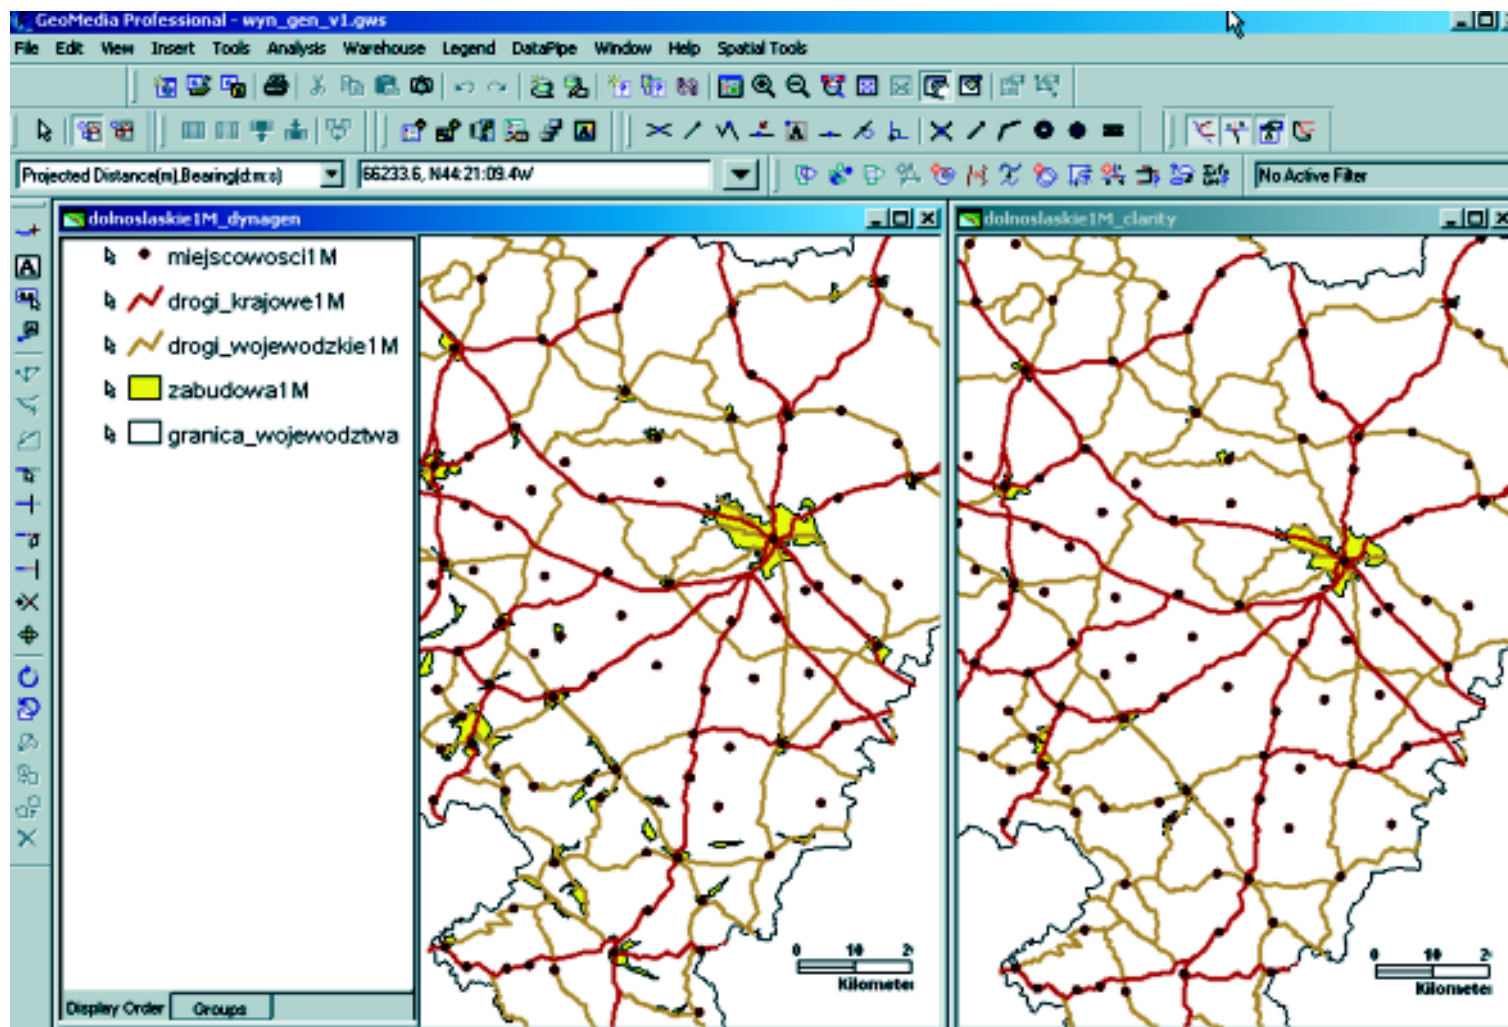 GeoMedia Professional - wyn_gen_v1.gws
File Edit View Insert Tools Analysis Warehouse Legend DataPipe Window Help Spatial Tools
Projected Distance(m),Bearing(d:m:s) 66233.6, N44:21:09.4W No Active Filter
dolnoslaskie1M_dynagen
dolnoslaskie1M_clarity
miejscowosci1M
drogi_krajowe1M
drogi_wojewodzkie1M
zabudowa1M
granica_wojewodztwa
0 10 2
Kilometer
0 10 2
Kilometer
Display Order Groups